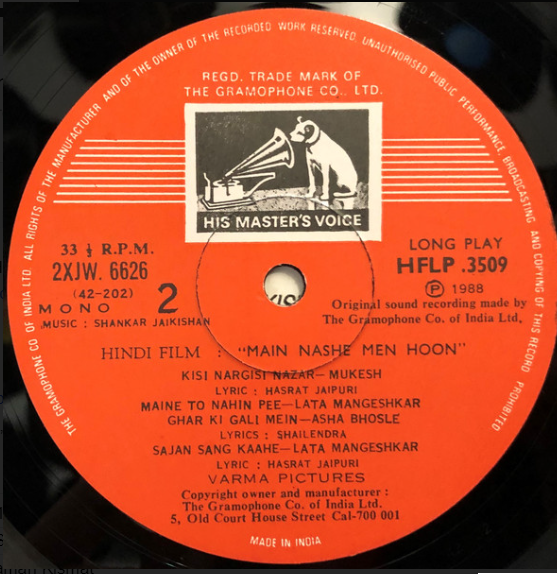 THE GRAMOPHONE CO OF INDIA LTD. ALL RIGHTS OF THE MANUFACTURER AND OF THE OWNER OF THE RECORDED WORK RESERVED, UNAUTHORISED PUBLIC PERFORMANCE, BROADCASTING AND COPYING OF THIS RECORD PROHIBITED
REGD. TRADE MARK OF
THE GRAMOPHONE CO., LTD.
HIS MASTER'S VOICE
33 ⅓ R.P.M.
2XJW. 6626
(42-202)
2
MONO
MUSIC : SHANKAR JAIKISHAN
LONG PLAY
HFLP .3509
Ⓟ 1988
Original sound recording made by
The Gramophone Co. of India Ltd,
HINDI FILM : "MAIN NASHE MEN HOON"
KISI NARGISI NAZAR— MUKESH
LYRIC : HASRAT JAIPURI
MAINE TO NAHIN PEE—LATA MANGESHKAR
GHAR KI GALI MEIN—ASHA BHOSLE
LYRICS : SHAILENDRA
SAJAN SANG KAAHE—LATA MANGESHKAR
LYRIC : HASRAT JAIPURI
VARMA PICTURES
Copyright owner and manufacturer :
The Gramophone Co. of India Ltd.
5, Old Court House Street Cal-700 001
MADE IN INDIA